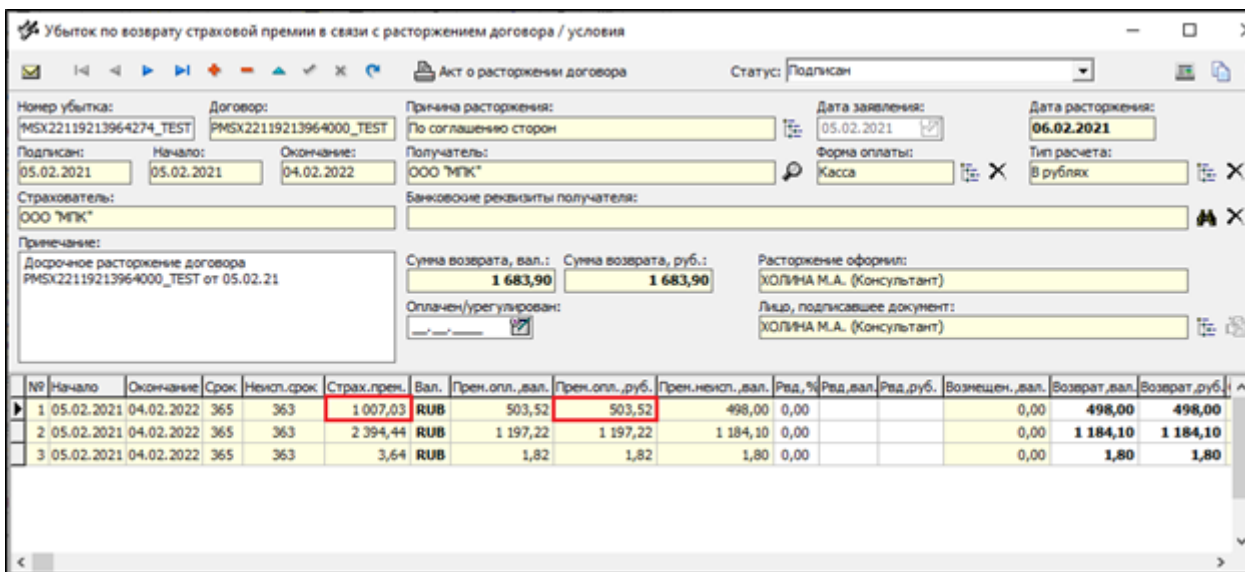 Убыток по возврату страховой премии в связи с расторжением договора / условия
Акт о расторжении договора Статус: Подписан
Номер убытка: Договор: Причина расторжения: Дата заявления: Дата расторжения:
MSX22119213964274_TEST PMSX22119213964000_TEST По соглашению сторон 05.02.2021 06.02.2021
Подписан: Начало: Окончание: Получатель: Форма оплаты: Тип расчета:
05.02.2021 05.02.2021 04.02.2022 ООО "МПК" Касса В рублях
Страхователь: Банковские реквизиты получателя:
ООО "МПК"
Примечание:
Досрочное расторжение договора
PMSX22119213964000_TEST от 05.02.21
Сумма возврата, вал.: Сумма возврата, руб.: Расторжение оформил:
1 683,90 1 683,90 ХОЛИНА М.А. (Консультант)
Оплачен/урегулирован: Лицо, подписавшее документ:
__.__.____ ХОЛИНА М.А. (Консультант)
№ Начало Окончание Срок Неисп.срок Страх.прем. Вал. Прем.опл.,вал. Прем.опл.,руб. Прем.неисп.,вал. Рвд,% Рвд,вал. Рвд,руб. Возмещен.,вал. Возврат,вал. Возврат,руб.
1 05.02.2021 04.02.2022 365 363 1 007,03 RUB 503,52 503,52 498,00 0,00 0,00 498,00 498,00
2 05.02.2021 04.02.2022 365 363 2 394,44 RUB 1 197,22 1 197,22 1 184,10 0,00 0,00 1 184,10 1 184,10
3 05.02.2021 04.02.2022 365 363 3,64 RUB 1,82 1,82 1,80 0,00 0,00 1,80 1,80